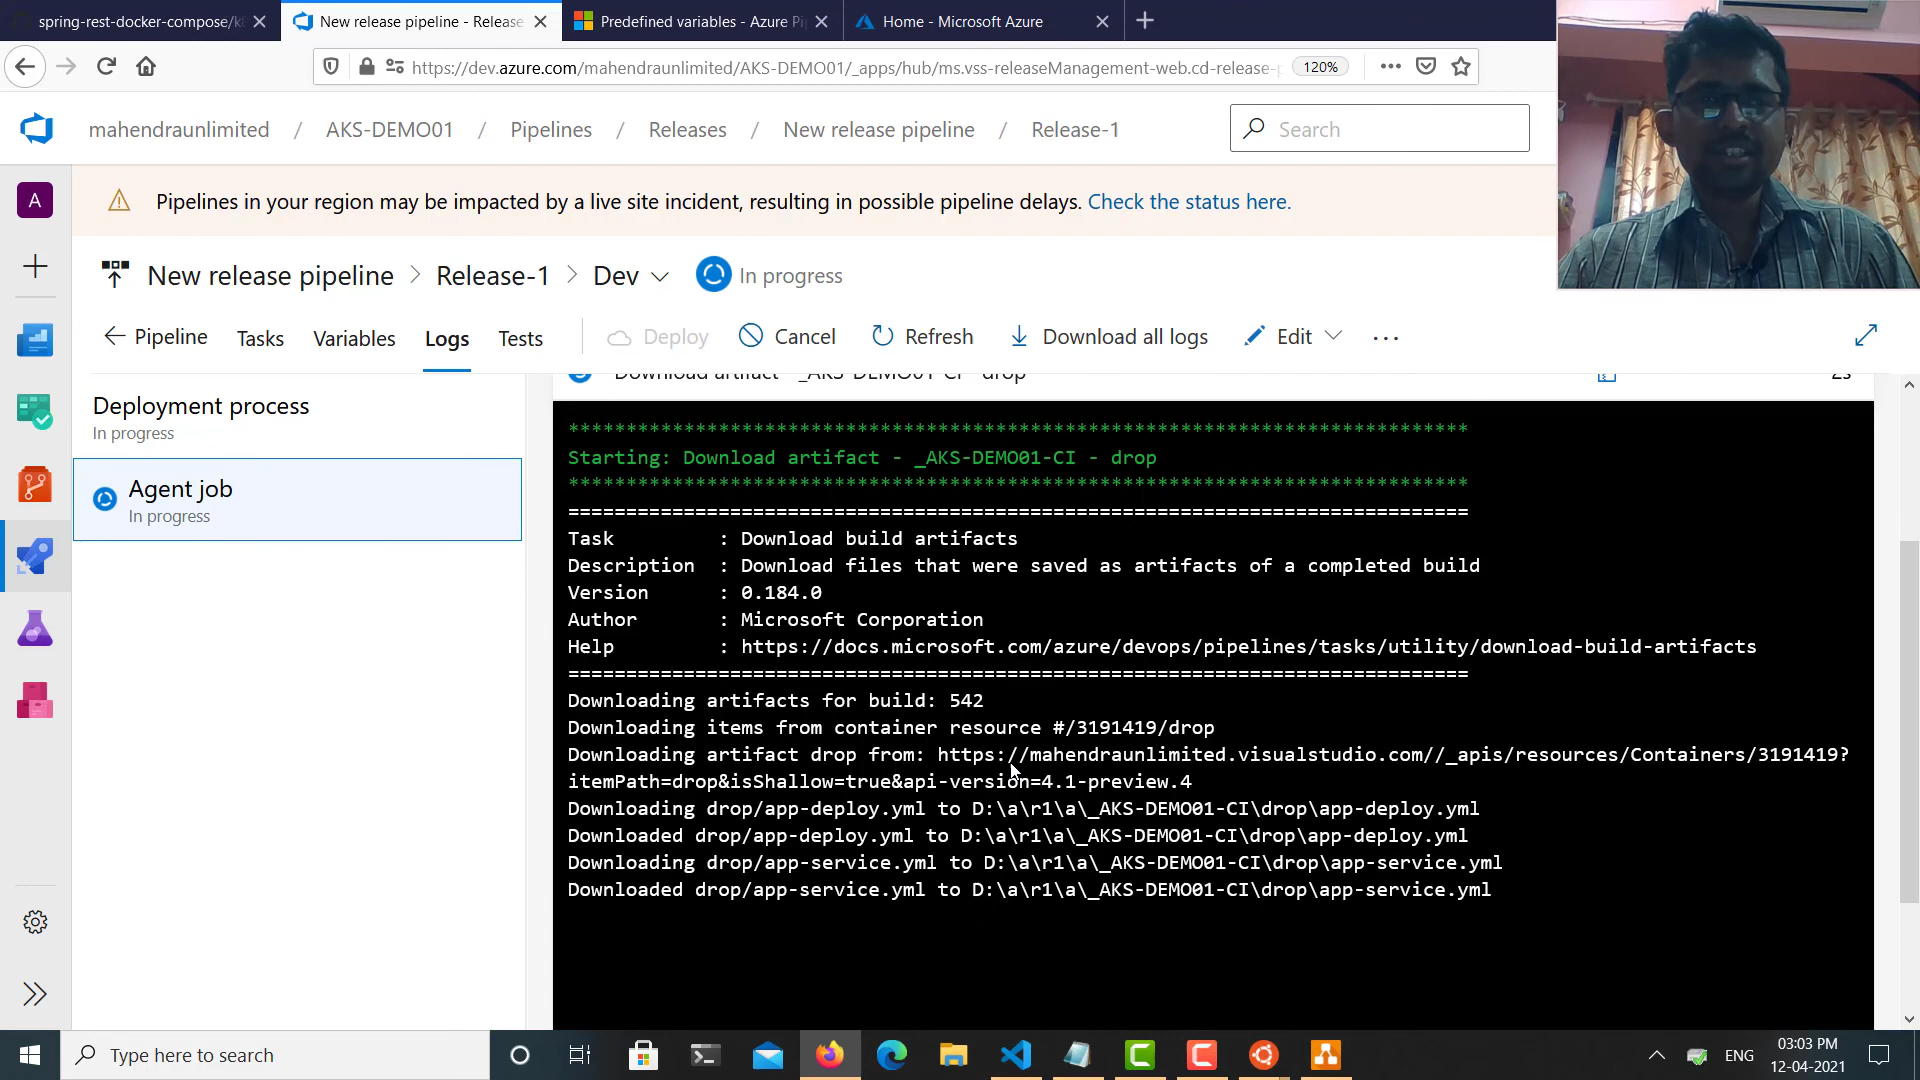 spring-rest-docker-compose/k8
New release pipeline - Release
Predefined variables - Azure Pip
Home - Microsoft Azure
https://dev.azure.com/mahendraunlimited/AKS-DEMO01/_apps/hub/ms.vss-releaseManagement-web.cd-release-p
120%
mahendraunlimited / AKS-DEMO01 / Pipelines / Releases / New release pipeline / Release-1
Search
A
Pipelines in your region may be impacted by a live site incident, resulting in possible pipeline delays. Check the status here.
New release pipeline > Release-1 > Dev
In progress
Pipeline
Tasks
Variables
Logs
Tests
Deploy
Cancel
Refresh
Download all logs
Edit
...
Deployment process
In progress
Agent job
In progress
Download artifact - _AKS-DEMO01-CI - drop
2s
******************************************************************************
Starting: Download artifact - _AKS-DEMO01-CI - drop
******************************************************************************
==============================================================================
Task         : Download build artifacts
Description  : Download files that were saved as artifacts of a completed build
Version      : 0.184.0
Author       : Microsoft Corporation
Help         : https://docs.microsoft.com/azure/devops/pipelines/tasks/utility/download-build-artifacts
==============================================================================
Downloading artifacts for build: 542
Downloading items from container resource #/3191419/drop
Downloading artifact drop from: https://mahendraunlimited.visualstudio.com//_apis/resources/Containers/3191419?
itemPath=drop&isShallow=true&api-version=4.1-preview.4
Downloading drop/app-deploy.yml to D:\a\r1\a\_AKS-DEMO01-CI\drop\app-deploy.yml
Downloaded drop/app-deploy.yml to D:\a\r1\a\_AKS-DEMO01-CI\drop\app-deploy.yml
Downloading drop/app-service.yml to D:\a\r1\a\_AKS-DEMO01-CI\drop\app-service.yml
Downloaded drop/app-service.yml to D:\a\r1\a\_AKS-DEMO01-CI\drop\app-service.yml
Type here to search
ENG
03:03 PM
12-04-2021